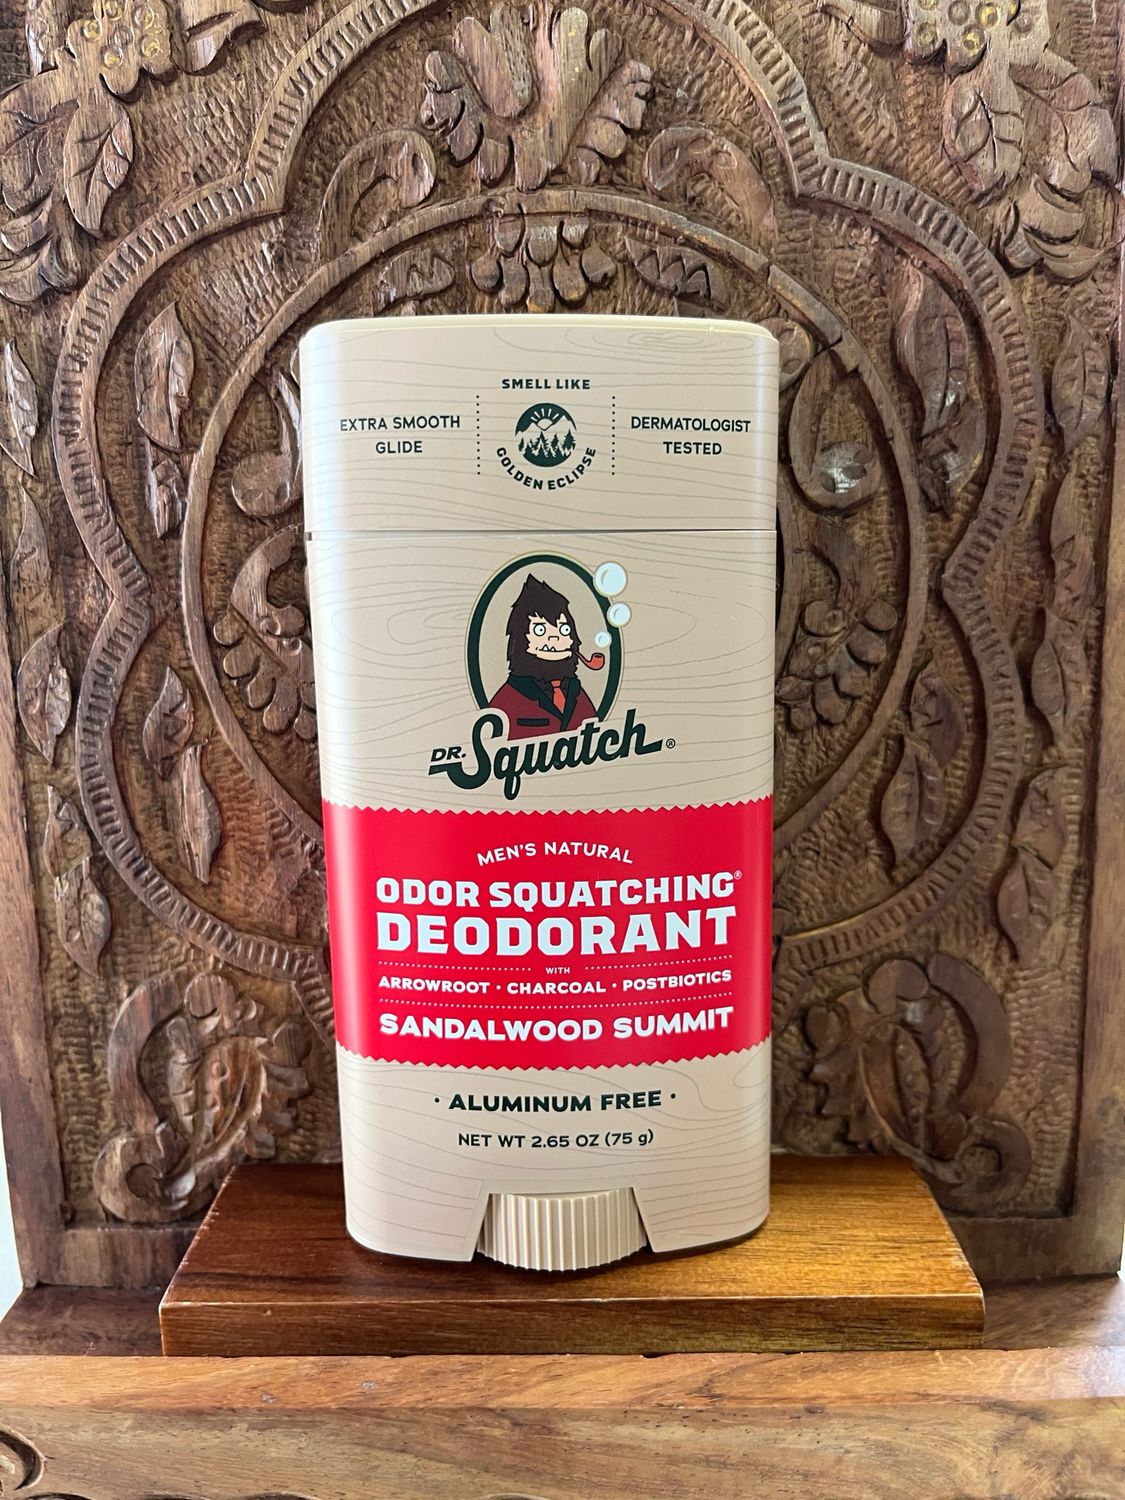 SMELL LIKE
GOLDEN ECLIPSE
EXTRA SMOOTH
GLIDE
DERMATOLOGIST
TESTED
DR. Squatch®
MEN'S NATURAL
ODOR SQUATCHING®
DEODORANT
WITH
ARROWROOT • CHARCOAL • POSTBIOTICS
SANDALWOOD SUMMIT
• ALUMINUM FREE •
NET WT 2.65 OZ (75 g)